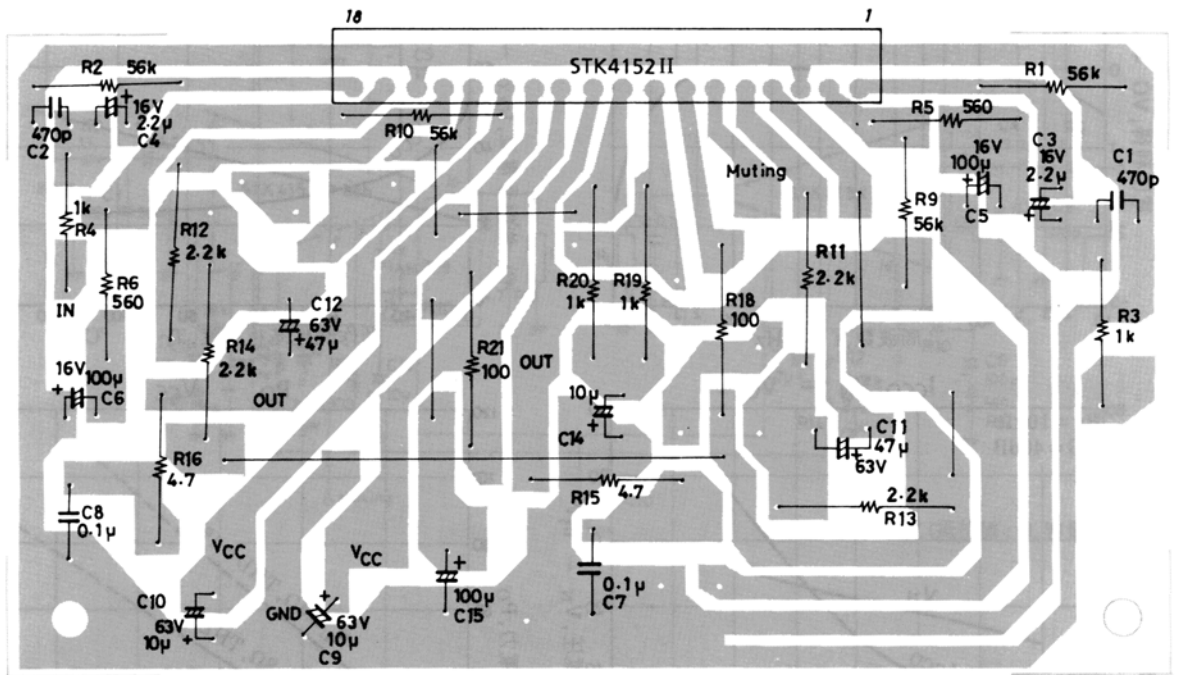 18
1
STK4152 II
R2
56k
470p
C2
16V
2.2µ
C4
+
R10
56k
R1
56k
R5
560
16V
100µ
+
C5
C3
16V
2.2µ
+
C1
470p
Muting
R9
56k
1k
R4
R12
2.2k
R11
2.2k
R6
560
IN
C12
63V
+ 47µ
R20
1k
R19
1k
R18
100
R3
1k
R14
2.2k
R21
100
OUT
16V
100µ
+
C6
OUT
10µ
C14
+
C11
47µ
+
63V
R16
4.7
R15
4.7
2.2k
R13
C8
0.1µ
VCC
VCC
C10
63V
10µ
+
GND
+
63V
10µ
C9
+
100µ
C15
0.1µ
C7